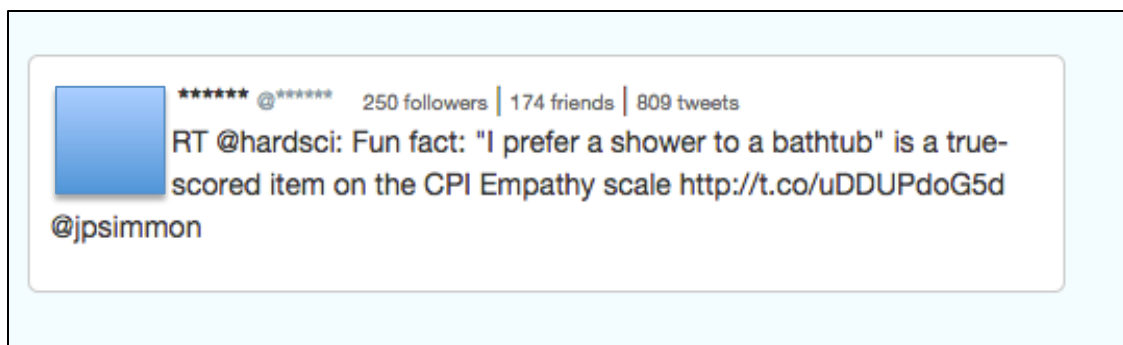 ****** @****** 250 followers | 174 friends | 809 tweets
RT @hardsci: Fun fact: "I prefer a shower to a bathtub" is a true-
scored item on the CPI Empathy scale http://t.co/uDDUPdoG5d
@jpsimmon